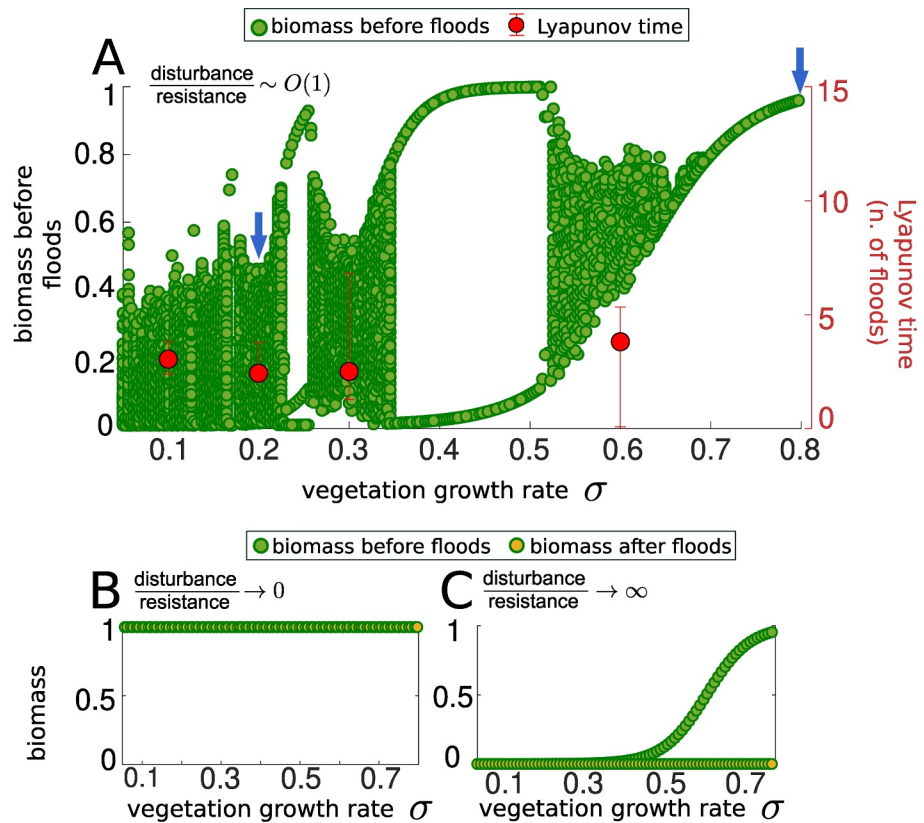 biomass before floods Lyapunov time
A
disturbance
resistance
∼ O(1)
1
0.8
0.6
0.4
0.2
0
biomass before
floods
15
10
5
0
Lyapunov time
(n. of floods)
0.1 0.2 0.3 0.4 0.5 0.6 0.7 0.8
vegetation growth rate σ
biomass before floods biomass after floods
B
disturbance
resistance
→ 0
1
0.5
0
biomass
0.1 0.3 0.5 0.7
vegetation growth rate σ
C
disturbance
resistance
→ ∞
1
0.5
0
0.1 0.3 0.5 0.7
vegetation growth rate σ